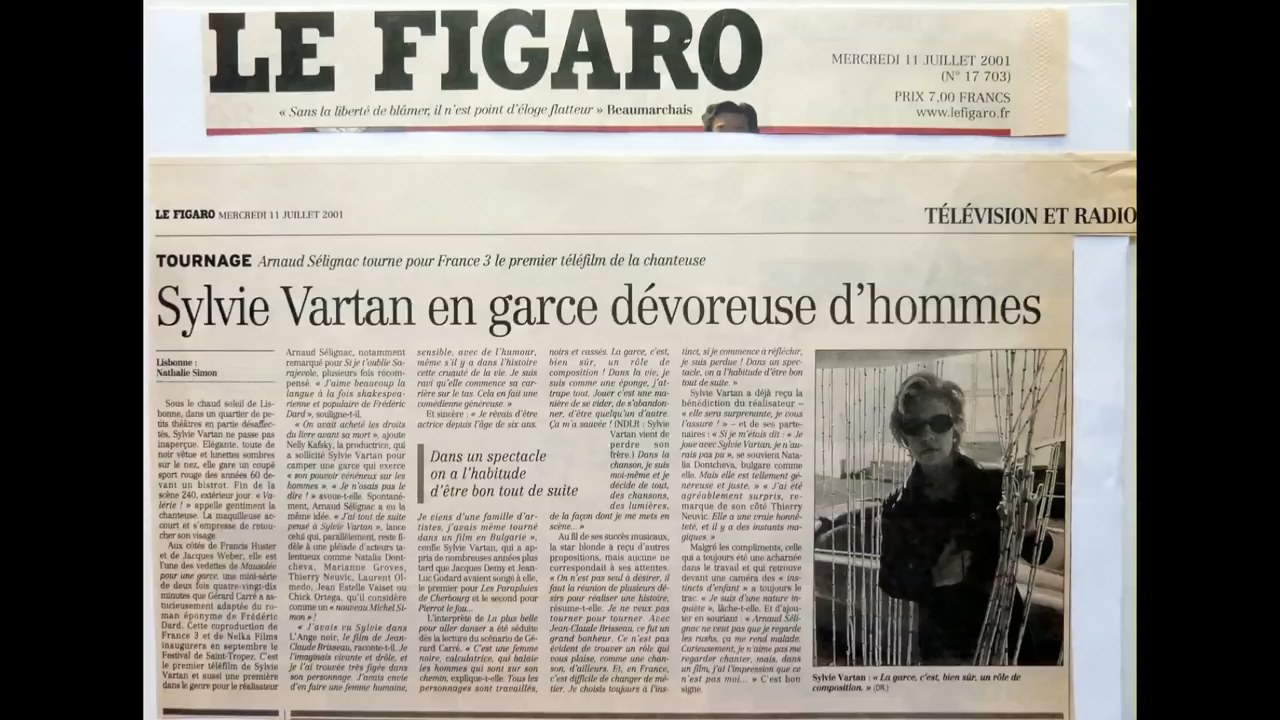 LE FIGARO
MERCREDI 11 JUILLET 2001
(N° 17 703)
PRIX 7,00 FRANCS
www.lefigaro.fr
« Sans la liberté de blâmer, il n'est point d'éloge flatteur » Beaumarchais
LE FIGARO MERCREDI 11 JUILLET 2001
TÉLÉVISION ET RADIO
TOURNAGE Arnaud Sélignac tourne pour France 3 le premier téléfilm de la chanteuse
Sylvie Vartan en garce dévoreuse d'hommes
Lisbonne :
Nathalie Simon
Sous le chaud soleil de Lis-
bonne, dans un quartier de pe-
tits théâtres en partie désaffec-
tés, Sylvie Vartan ne passe pas
inaperçue. Elégante, toute de
noir vêtue et lunettes sombres
sur le nez, elle gare un coupé
sport rouge des années 60 de-
vant un bistrot. Fin de la
scène 240, extérieur jour. « Va-
lérie ! » appelle gentiment la
chanteuse. La maquilleuse ac-
court et s'empresse de retou-
cher son visage.
Aux côtés de Francis Huster
et de Jacques Weber, elle est
l'une des vedettes de Mausolée
pour une garce, une mini-série
de deux fois quatre-vingt-dix
minutes que Gérard Carré a as-
tucieusement adaptée du ro-
man éponyme de Frédéric
Dard. Cette coproduction de
France 3 et de Nelka Films
inaugurera en septembre le
Festival de Saint-Tropez. C'est
le premier téléfilm de Sylvie
Vartan et aussi une première
dans le genre pour le réalisateur
Arnaud Sélignac, notamment
remarqué pour Si je t'oublie Sa-
rajevo, plusieurs fois récom-
pensé. « J'aime beaucoup la
langue à la fois shakespea-
rienne et populaire de Frédéric
Dard », souligne-t-il.
« On avait acheté les droits
du livre avant sa mort », ajoute
Nelly Kafsky, la productrice, qui
a sollicité Sylvie Vartan pour
camper une garce qui exerce
« son pouvoir vénéneux sur les
hommes ». « Je n'osais pas le
dire ! » avoue-t-elle. Spontané-
ment, Arnaud Sélignac a eu la
même idée. « J'ai tout de suite
pensé à Sylvie Vartan », lance
celui qui, parallèlement, reste fi-
dèle à une pléiade d'acteurs ta-
lentueux comme Natalia Dont-
cheva, Marianne Groves,
Thierry Neuvic, Laurent Ol-
medo, Jean Estelle Vaiset ou
Chick Ortega, qu'il considère
comme un « nouveau Michel Si-
mon » !
« J'avais vu Sylvie dans
L'Ange noir, le film de Jean-
Claude Brisseau, raconte-t-il. Je
l'imaginais vivante et drôle, et
je l'ai trouvée très figée dans
son personnage. J'avais envie
d'en faire une femme humaine,
sensible, avec de l'humour,
même s'il y a dans l'histoire
cette cruauté de la vie. Je suis
ravi qu'elle commence sa car-
rière sur le tas. Cela en fait une
comédienne généreuse. »
Et sincère : « Je rêvais d'être
actrice depuis l'âge de six ans.
Dans un spectacle
on a l'habitude
d'être bon tout de suite
Je viens d'une famille d'ar-
tistes, j'avais même tourné
dans un film en Bulgarie »,
confie Sylvie Vartan, qui a ap-
pris de nombreuses années plus
tard que Jacques Demy et Jean-
Luc Godard avaient songé à elle,
le premier pour Les Parapluies
de Cherbourg et le second pour
Pierrot le fou...
L'interprète de La plus belle
pour aller danser a été séduite
dès la lecture du scénario de Gé-
rard Carré. « C'est une femme
noire, calculatrice, qui balaie
les hommes qui sont sur son
chemin, explique-t-elle. Tous les
personnages sont travaillés,
noirs et cassés. La garce, c'est,
bien sûr, un rôle de
composition ! Dans la vie, je
suis comme une éponge, j'at-
trape tout. Jouer c'est une ma-
nière de se vider, de s'abandon-
ner, d'être quelqu'un d'autre.
Ça m'a sauvée ! (NDLR : Sylvie
Vartan vient de
perdre son
frère.) Dans la
chanson, je suis
moi-même et je
décide de tout,
des chansons,
des lumières,
de la façon dont je me mets en
scène... »
Au fil de ses succès musicaux,
la star blonde a reçu d'autres
propositions, mais aucune ne
correspondait à ses attentes.
« On n'est pas seul à désirer, il
faut la réunion de plusieurs dé-
sirs pour réaliser une histoire,
résume-t-elle. Je ne veux pas
tourner pour tourner. Avec
Jean-Claude Brisseau, ce fut un
grand bonheur. Ce n'est pas
évident de trouver un rôle qui
vous plaise, comme une chan-
son, d'ailleurs. Et, en France,
c'est difficile de changer de mé-
tier. Je choisis toujours à l'ins-
tinct, si je commence à réfléchir,
je suis perdue ! Dans un spec-
tacle, on a l'habitude d'être bon
tout de suite. »
Sylvie Vartan a déjà reçu la
bénédiction du réalisateur –
« elle sera surprenante, je vous
l'assure ! » – et de ses parte-
naires : « Si je m'étais dit : « Je
joue avec Sylvie Vartan, je n'au-
rais pas pu », se souvient Nata-
lia Dontcheva, bulgare comme
elle. Mais elle est tellement gé-
néreuse et juste. » « J'ai été
agréablement surpris, re-
marque de son côté Thierry
Neuvic. Elle a une vraie honnê-
teté, et il y a des instants ma-
giques. »
Malgré les compliments, celle
qui a toujours été une acharnée
dans le travail et qui retrouve
devant une caméra des « ins-
tincts d'enfant » a toujours le
trac. « Je suis d'une nature in-
quiète », lâche-t-elle. Et d'ajou-
ter en souriant : « Arnaud Séli-
gnac ne veut pas que je regarde
les rushs, ça me rend malade.
Curieusement, je n'aime pas me
regarder chanter, mais, dans
un film, j'ai l'impression que ce
n'est pas moi... » C'est bon
signe.
Sylvie Vartan : « La garce, c'est, bien sûr, un rôle de
composition. » (DR.)